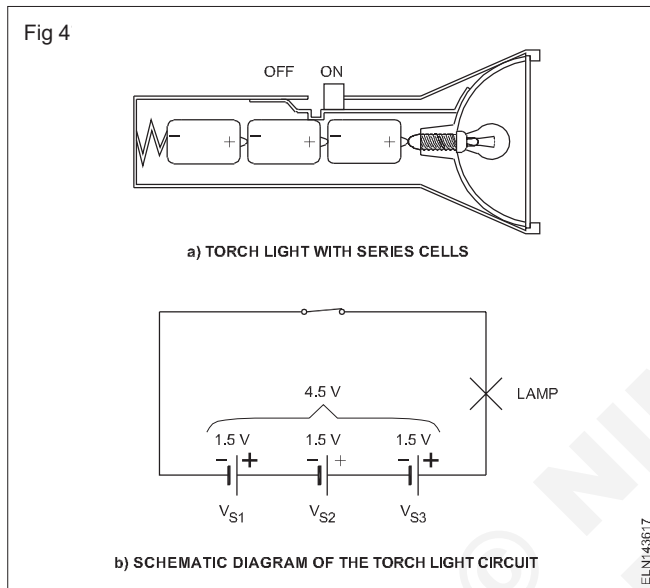 Fig 4
OFF ON
- + - + - +
a) TORCH LIGHT WITH SERIES CELLS
LAMP
4.5 V
1.5 V 1.5 V 1.5 V
- + - + - +
VS1 VS2 VS3
b) SCHEMATIC DIAGRAM OF THE TORCH LIGHT CIRCUIT
ELN143617
© NI